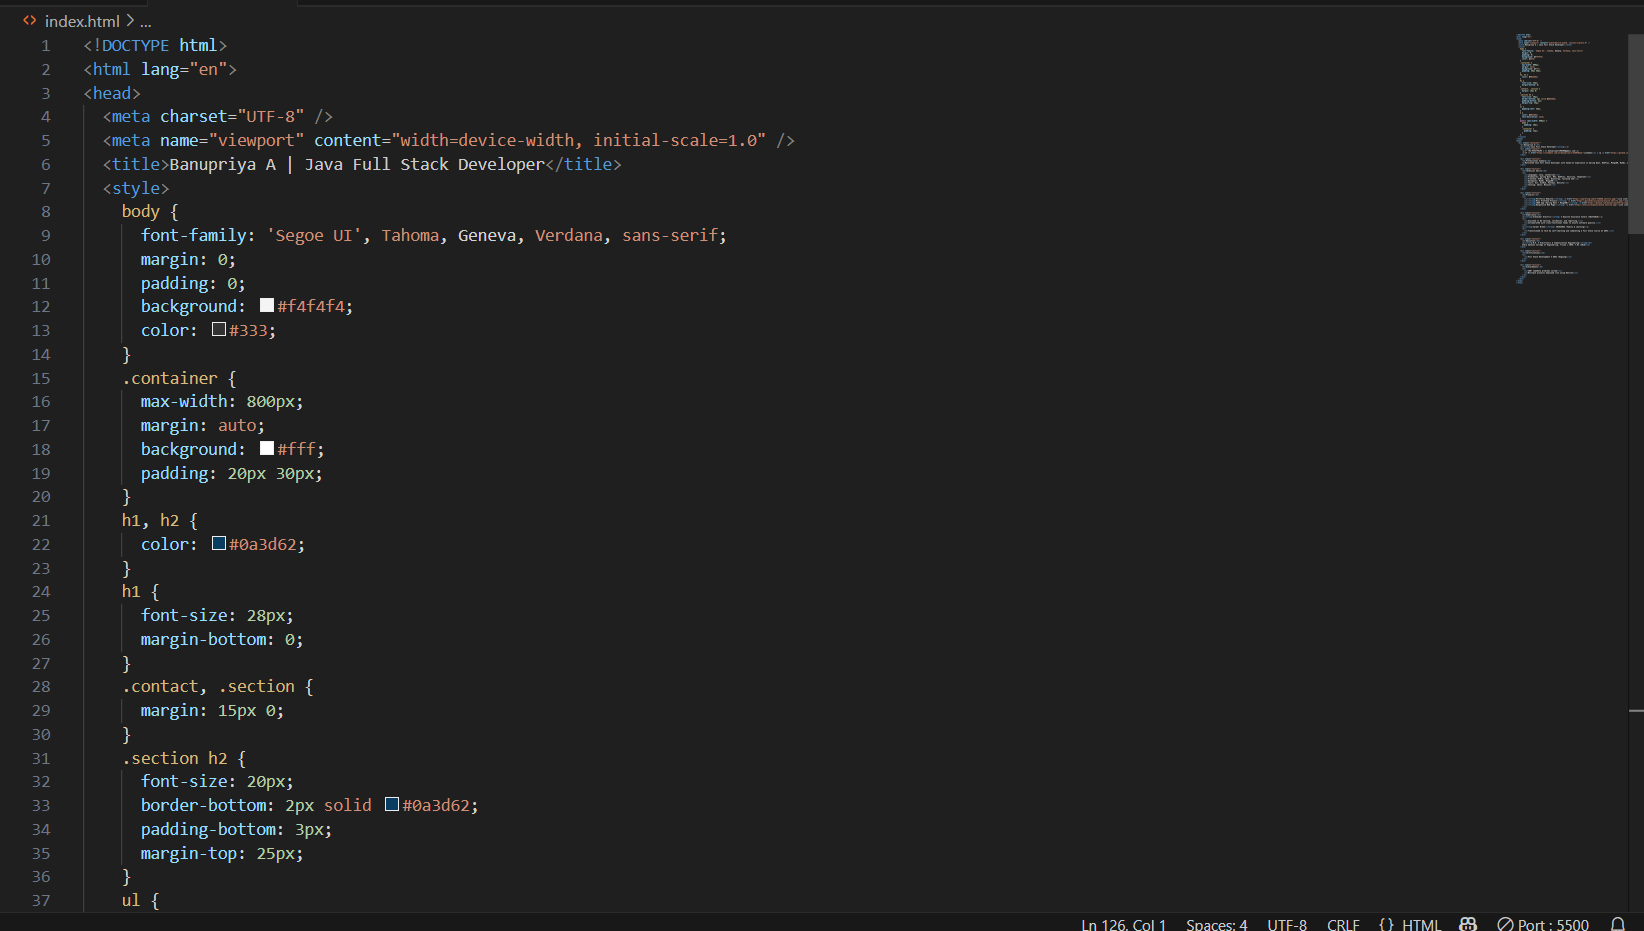 index.html > ...
1 <!DOCTYPE html>
2 <html lang="en">
3 <head>
4 <meta charset="UTF-8" />
5 <meta name="viewport" content="width=device-width, initial-scale=1.0" />
6 <title>Banupriya A | Java Full Stack Developer</title>
7 <style>
8 body {
9 font-family: 'Segoe UI', Tahoma, Geneva, Verdana, sans-serif;
10 margin: 0;
11 padding: 0;
12 background: #f4f4f4;
13 color: #333;
14 }
15 .container {
16 max-width: 800px;
17 margin: auto;
18 background: #fff;
19 padding: 20px 30px;
20 }
21 h1, h2 {
22 color: #0a3d62;
23 }
24 h1 {
25 font-size: 28px;
26 margin-bottom: 0;
27 }
28 .contact, .section {
29 margin: 15px 0;
30 }
31 .section h2 {
32 font-size: 20px;
33 border-bottom: 2px solid #0a3d62;
34 padding-bottom: 3px;
35 margin-top: 25px;
36 }
37 ul {
Ln 126, Col 1 Spaces: 4 UTF-8 CRLF {} HTML Port : 5500